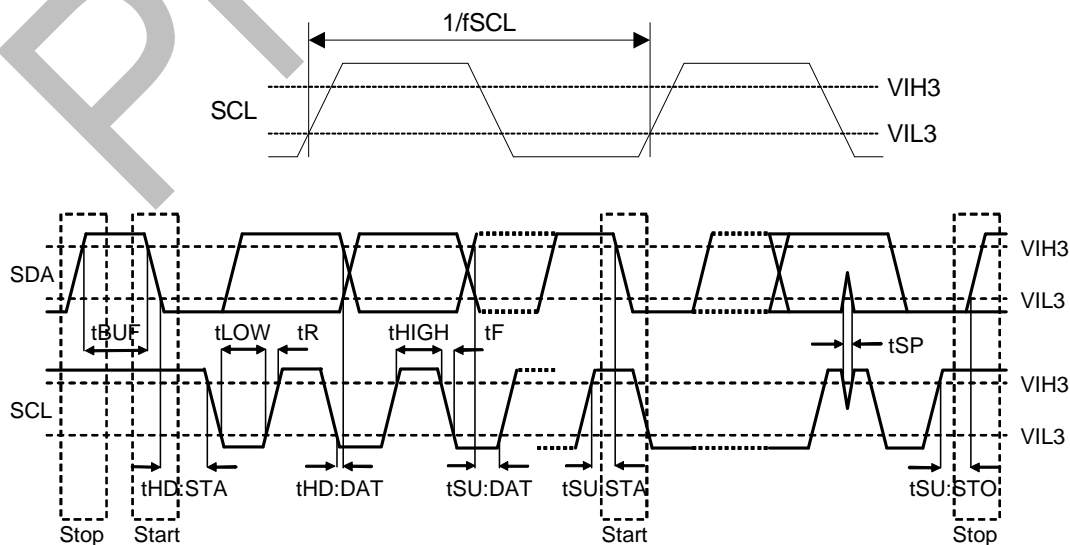 1/fSCL
SCL
VIH3
VIL3
SDA
VIH3
VIL3
tBUF
tLOW
tR
tHIGH
tF
tSP
SCL
VIH3
VIL3
tHD:STA
tHD:DAT
tSU:DAT
tSU:STA
tSU:STO
Stop
Start
Start
Stop